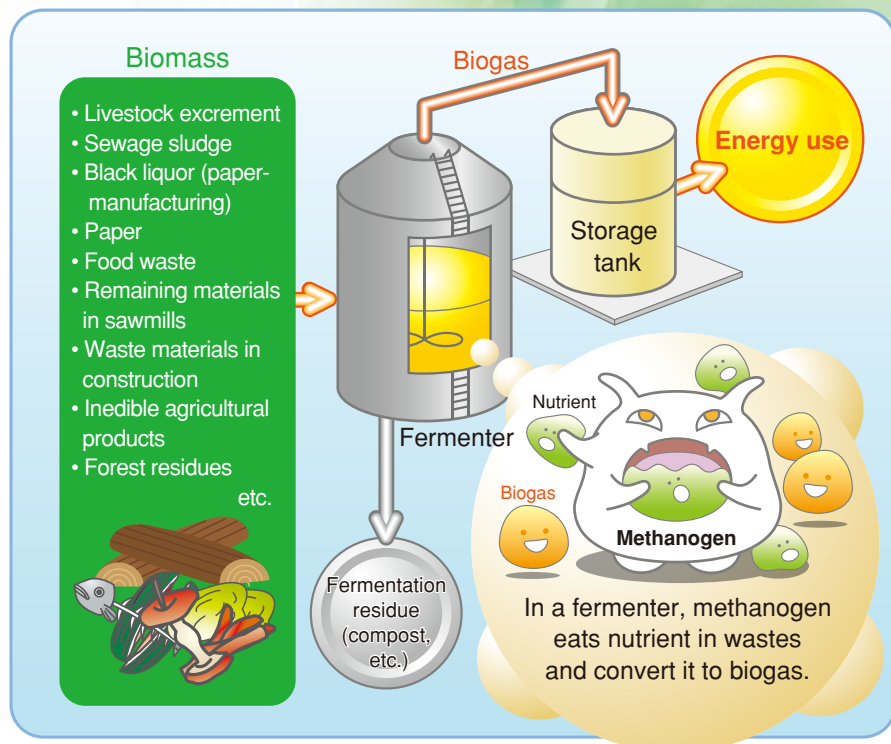 Biomass
• Livestock excrement
• Sewage sludge
• Black liquor (paper-
manufacturing)
• Paper
• Food waste
• Remaining materials
in sawmills
• Waste materials in
construction
• Inedible agricultural
products
• Forest residues
etc.
Biogas
Energy use
Storage
tank
Fermenter
Fermentation
residue
(compost,
etc.)
Nutrient
Biogas
Methanogen
In a fermenter, methanogen
eats nutrient in wastes
and convert it to biogas.